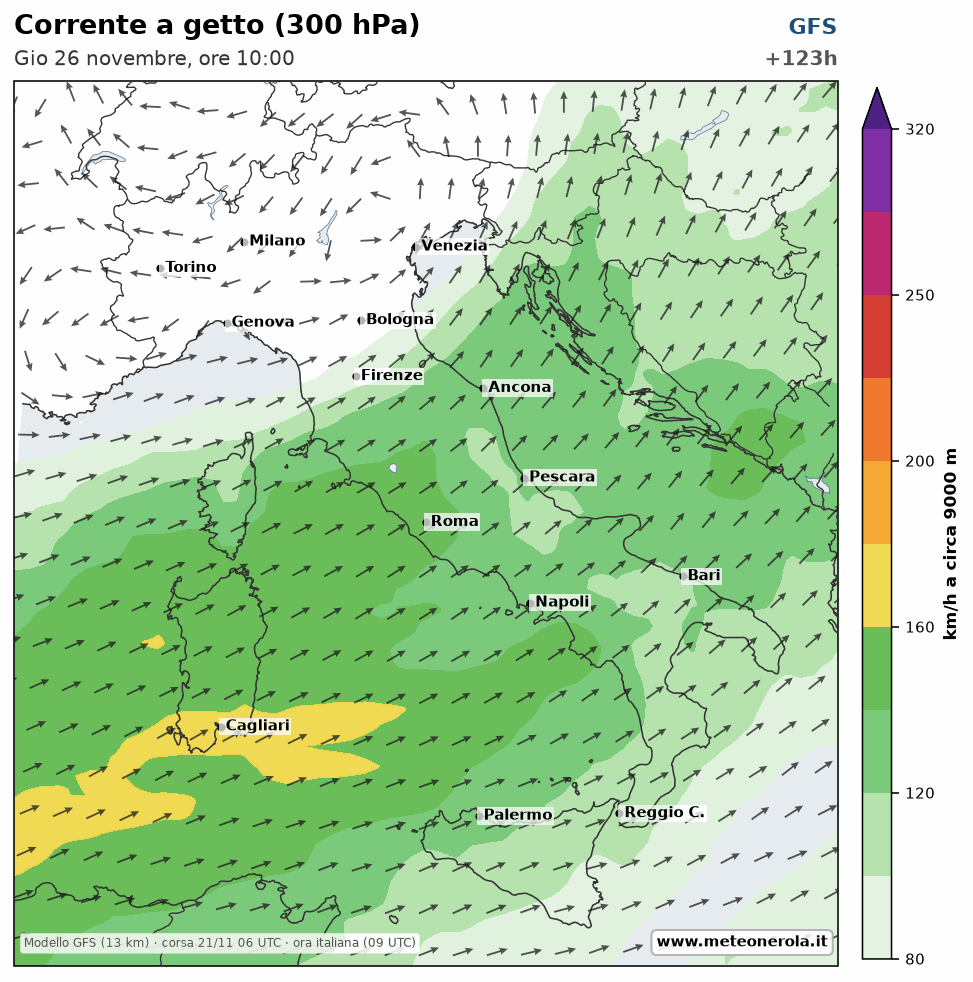 Corrente a getto (300 hPa)
GFS
Gio 26 novembre, ore 10:00
+123h
Milano
Venezia
Torino
Genova
Bologna
Firenze
Ancona
Pescara
Roma
Bari
Napoli
Cagliari
Palermo
Reggio C.
Modello GFS (13 km) · corsa 21/11 06 UTC · ora italiana (09 UTC)
www.meteonerola.it
320
250
200
160
120
80
km/h a circa 9000 m